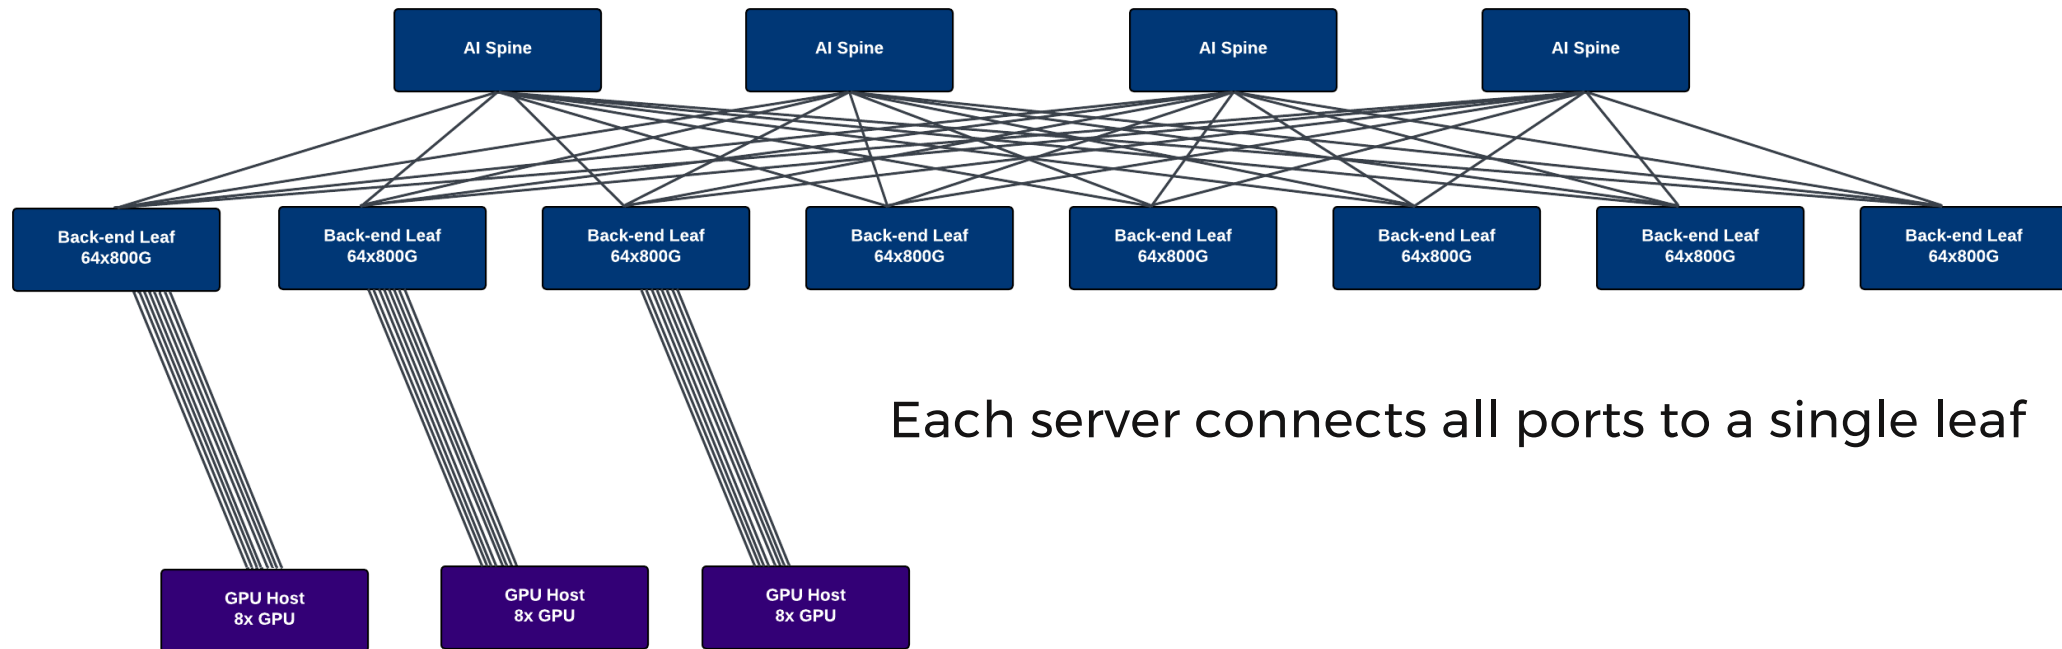 AI Spine
AI Spine
AI Spine
AI Spine
Back-end Leaf
64x800G
Back-end Leaf
64x800G
Back-end Leaf
64x800G
Back-end Leaf
64x800G
Back-end Leaf
64x800G
Back-end Leaf
64x800G
Back-end Leaf
64x800G
Back-end Leaf
64x800G
Each server connects all ports to a single leaf
GPU Host
8x GPU
GPU Host
8x GPU
GPU Host
8x GPU